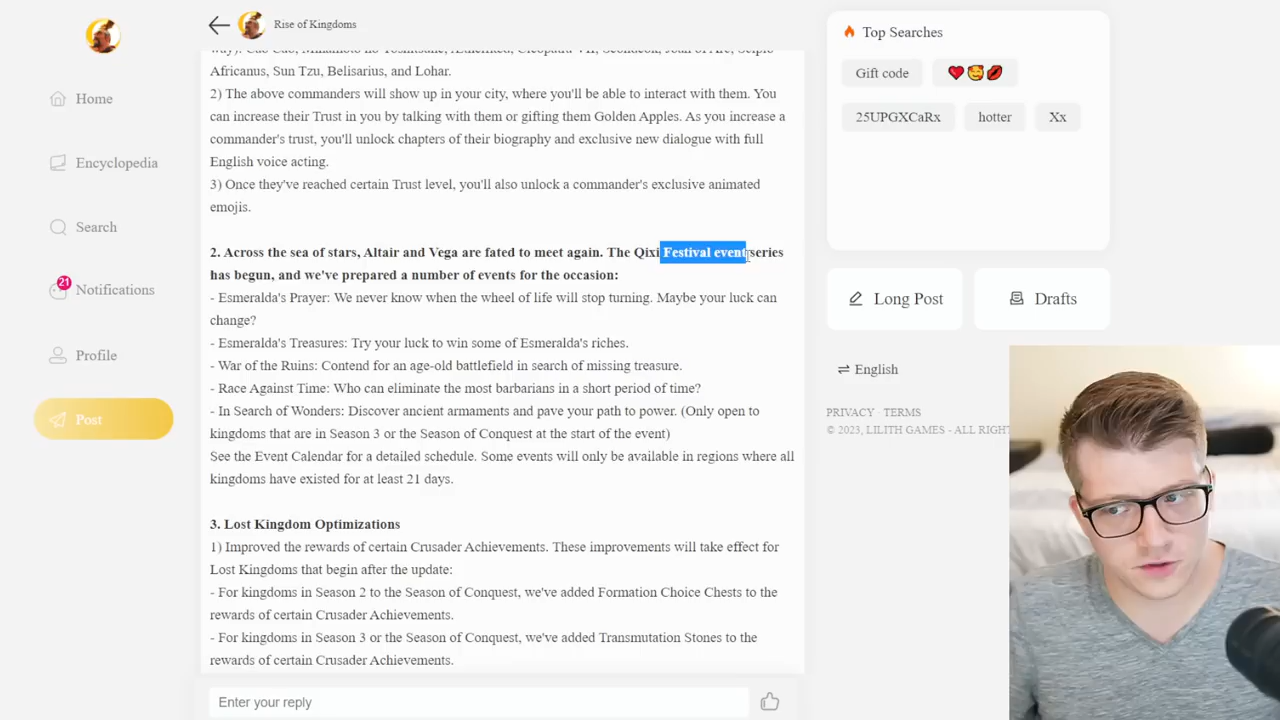 Rise of Kingdoms
Home
Encyclopedia
Search
21
Notifications
Profile
Post
way). Cao Cao, Minamoto no Yoshitsune, Æthelflæd, Cleopatra VII, Seondeok, Joan of Arc, Scipio
Africanus, Sun Tzu, Belisarius, and Lohar.
2) The above commanders will show up in your city, where you'll be able to interact with them. You
can increase their Trust in you by talking with them or gifting them Golden Apples. As you increase a
commander's trust, you'll unlock chapters of their biography and exclusive new dialogue with full
English voice acting.
3) Once they've reached certain Trust level, you'll also unlock a commander's exclusive animated
emojis.
2. Across the sea of stars, Altair and Vega are fated to meet again. The Qixi Festival event series
has begun, and we've prepared a number of events for the occasion:
- Esmeralda's Prayer: We never know when the wheel of life will stop turning. Maybe your luck can
change?
- Esmeralda's Treasures: Try your luck to win some of Esmeralda's riches.
- War of the Ruins: Contend for an age-old battlefield in search of missing treasure.
- Race Against Time: Who can eliminate the most barbarians in a short period of time?
- In Search of Wonders: Discover ancient armaments and pave your path to power. (Only open to
kingdoms that are in Season 3 or the Season of Conquest at the start of the event)
See the Event Calendar for a detailed schedule. Some events will only be available in regions where all
kingdoms have existed for at least 21 days.
3. Lost Kingdom Optimizations
1) Improved the rewards of certain Crusader Achievements. These improvements will take effect for
Lost Kingdoms that begin after the update:
- For kingdoms in Season 2 to the Season of Conquest, we've added Formation Choice Chests to the
rewards of certain Crusader Achievements.
- For kingdoms in Season 3 or the Season of Conquest, we've added Transmutation Stones to the
rewards of certain Crusader Achievements.
Enter your reply
Top Searches
Gift code
25UPGXCaRx
hotter
Xx
Long Post
Drafts
English
PRIVACY · TERMS
© 2023, LILITH GAMES - ALL RIGH